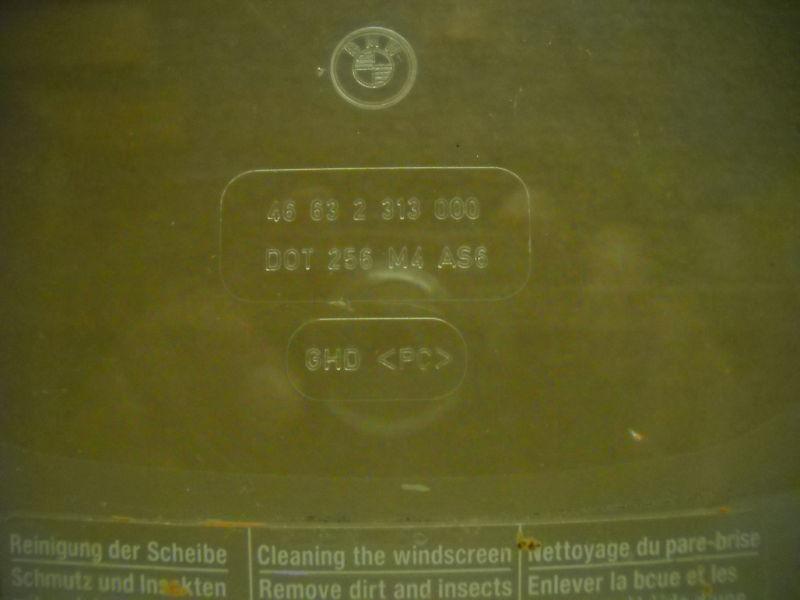 BMW
46 63 2 313 000
DOT 256 M4 AS6
GHD <PC>
Reinigung der Scheibe
Schmutz und Insekten
Cleaning the windscreen
Remove dirt and insects
Nettoyage du pare-brise
Enlever la boue et les